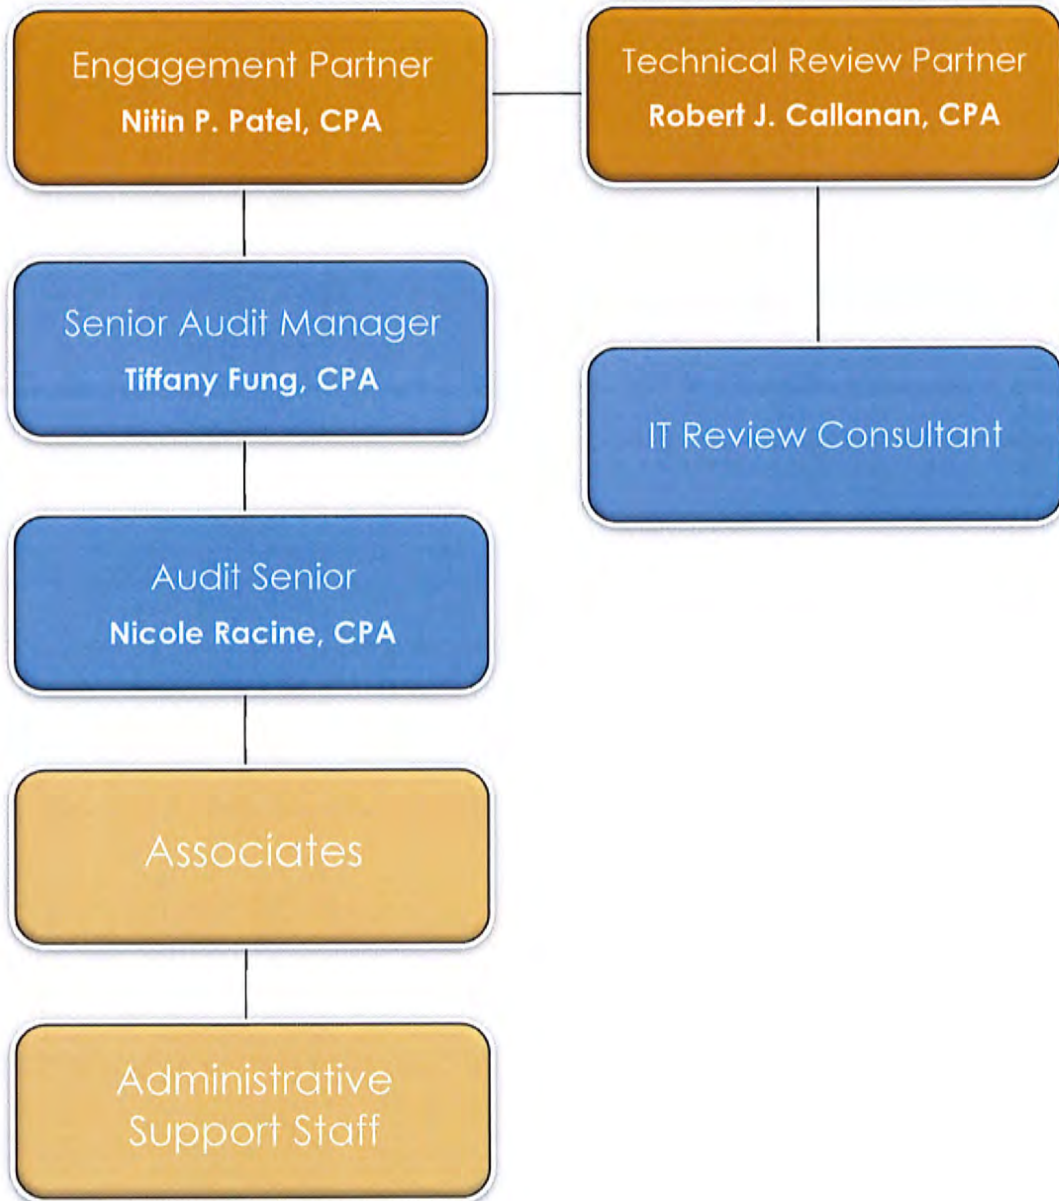 Engagement Partner
Nitin P. Patel, CPA
Technical Review Partner
Robert J. Callanan, CPA
Senior Audit Manager
Tiffany Fung, CPA
IT Review Consultant
Audit Senior
Nicole Racine, CPA
Associates
Administrative
Support Staff